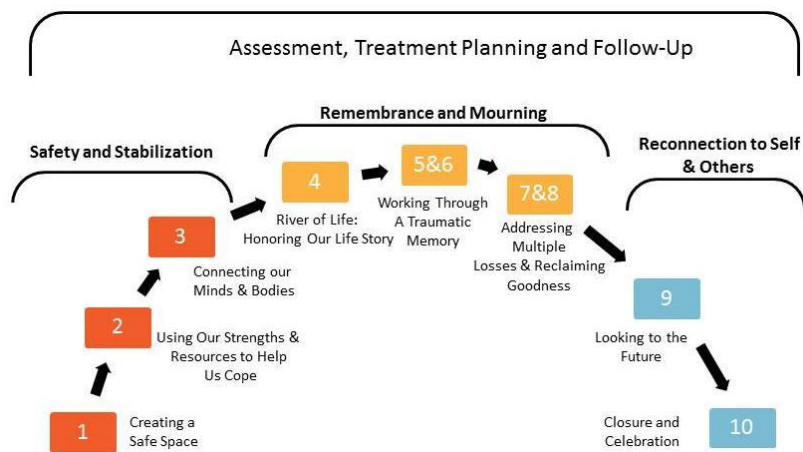 Assessment, Treatment Planning and Follow-Up
Safety and Stabilization
Remembrance and Mourning
Reconnection to Self
& Others
1
Creating a
Safe Space
2
Using Our Strengths &
Resources to Help
Us Cope
3
Connecting our
Minds & Bodies
4
River of Life:
Honoring Our Life Story
5&6
Working Through
A Traumatic
Memory
7&8
Addressing
Multiple
Losses & Reclaiming
Goodness
9
Looking to the
Future
10
Closure and
Celebration